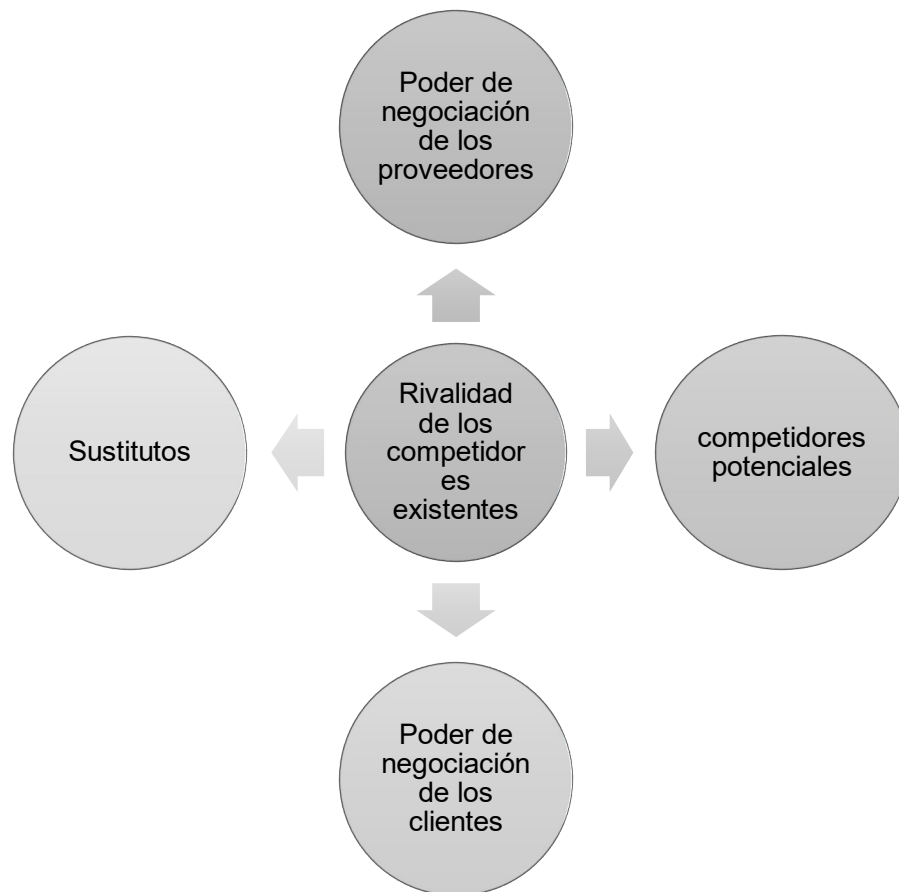 Poder de
negociación
de los
proveedores
Sustitutos
Rivalidad
de los
competidor
es
existentes
competidores
potenciales
Poder de
negociación
de los
clientes